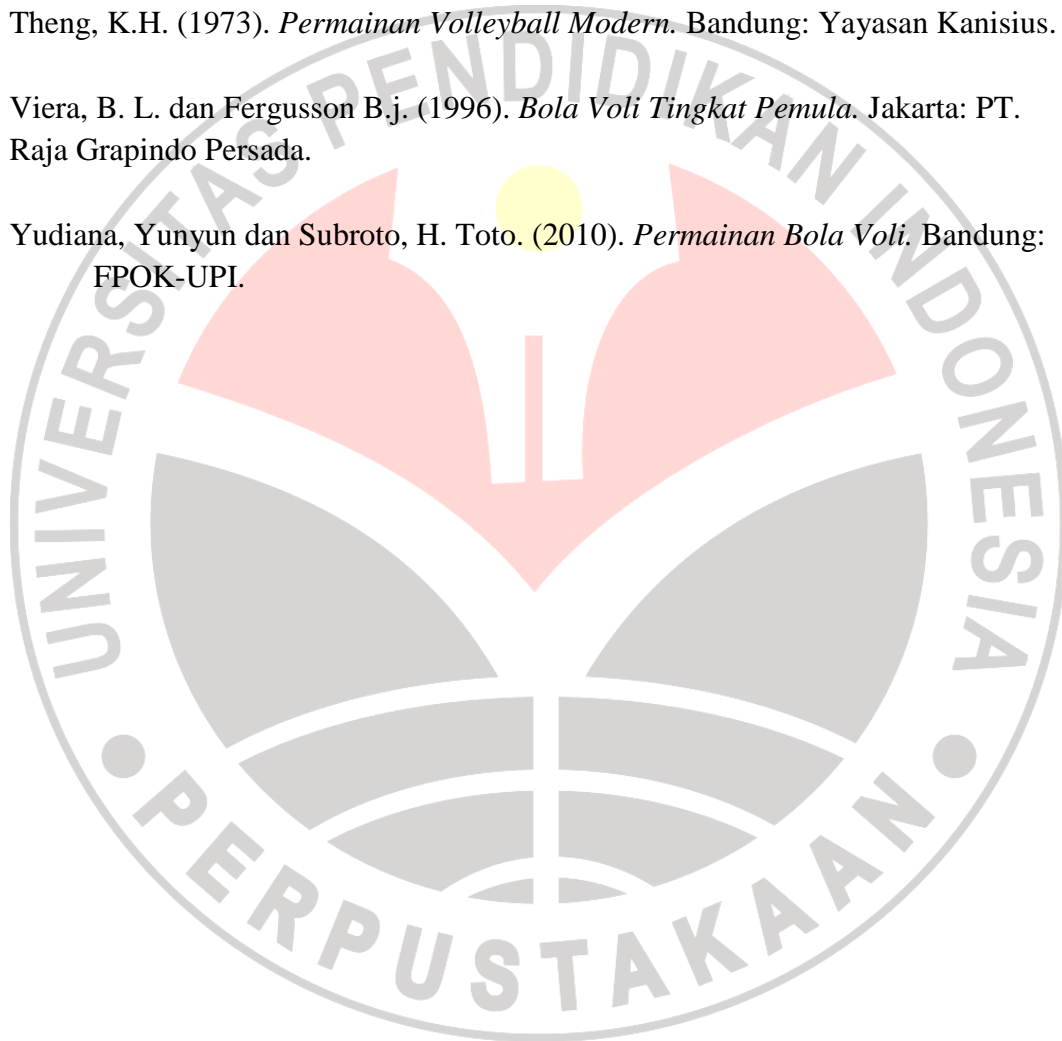 Theng, K.H. (1973). Permainan Volleyball Modern. Bandung: Yayasan Kanisius.
Viera, B. L. dan Fergusson B.j. (1996). Bola Voli Tingkat Pemula. Jakarta: PT.
Raja Grapindo Persada.
Yudiana, Yunyun dan Subroto, H. Toto. (2010). Permainan Bola Voli. Bandung:
FPOK-UPI.
UNIVERSITAS PENDIDIKAN INDONESIA
PERPUSTAKAAN